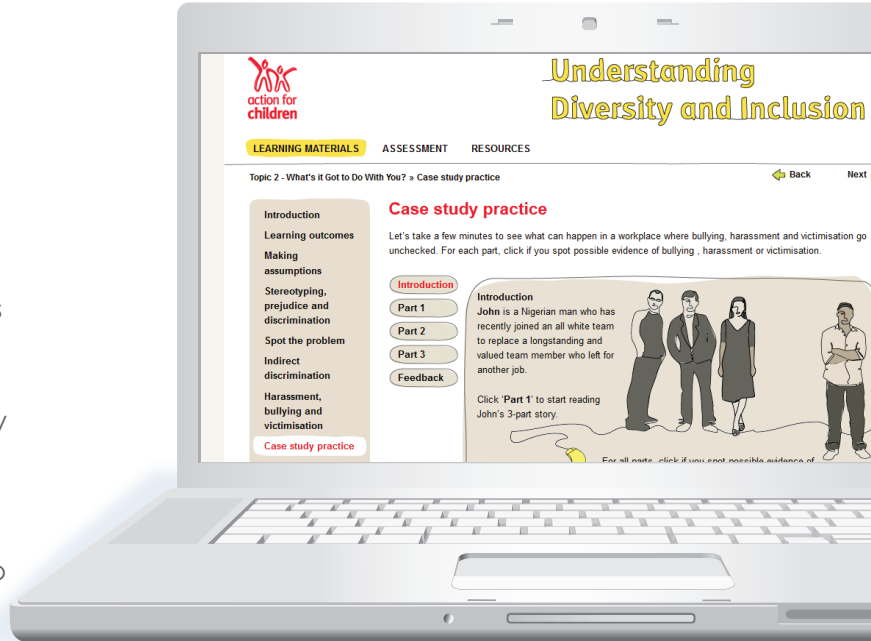 action for
children
Understanding
Diversity and Inclusion
LEARNING MATERIALS ASSESSMENT RESOURCES
Topic 2 - What's it Got to Do With You? » Case study practice
Back Next
Introduction
Learning outcomes
Making
assumptions
Stereotyping,
prejudice and
discrimination
Spot the problem
Indirect
discrimination
Harassment,
bullying and
victimisation
Case study practice
Case study practice
Let's take a few minutes to see what can happen in a workplace where bullying, harassment and victimisation go
unchecked. For each part, click if you spot possible evidence of bullying , harassment or victimisation.
Introduction
Part 1
Part 2
Part 3
Feedback
Introduction
John is a Nigerian man who has
recently joined an all white team
to replace a longstanding and
valued team member who left for
another job.
Click 'Part 1' to start reading
John's 3-part story.
For all parts, click if you spot possible evidence of